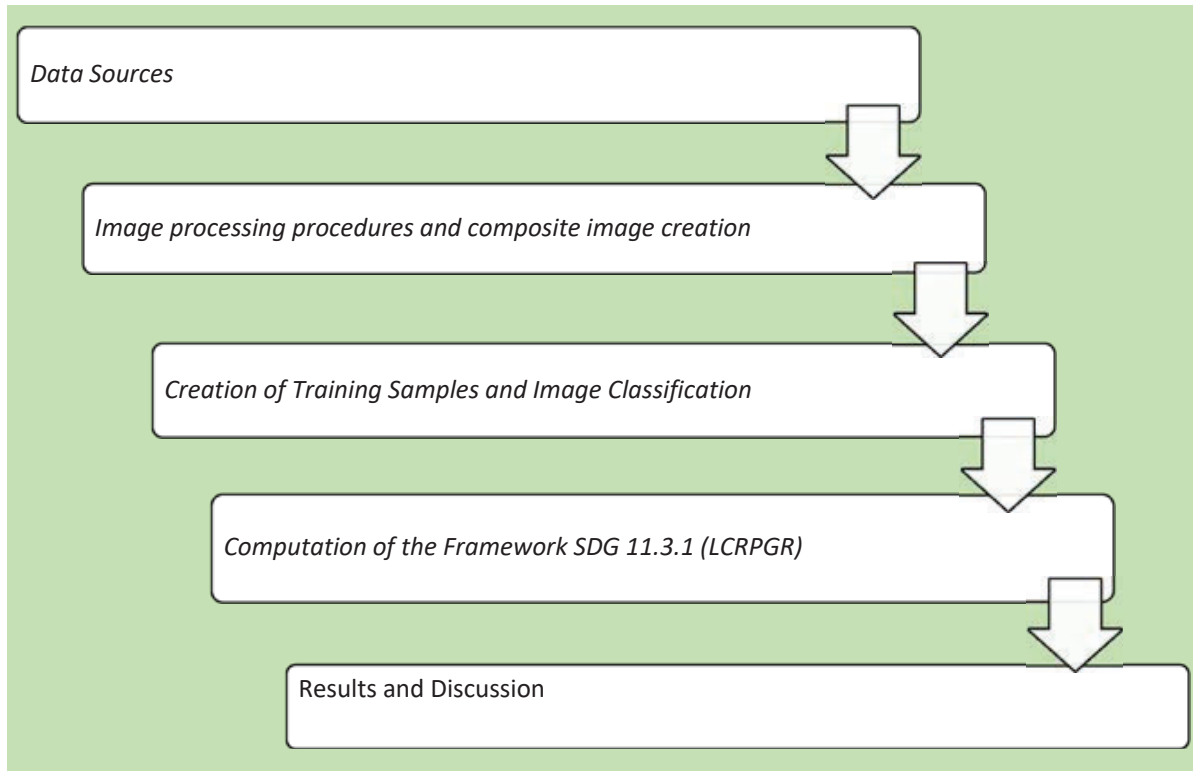 Data Sources
Image processing procedures and composite image creation
Creation of Training Samples and Image Classification
Computation of the Framework SDG 11.3.1 (LCRPGR)
Results and Discussion